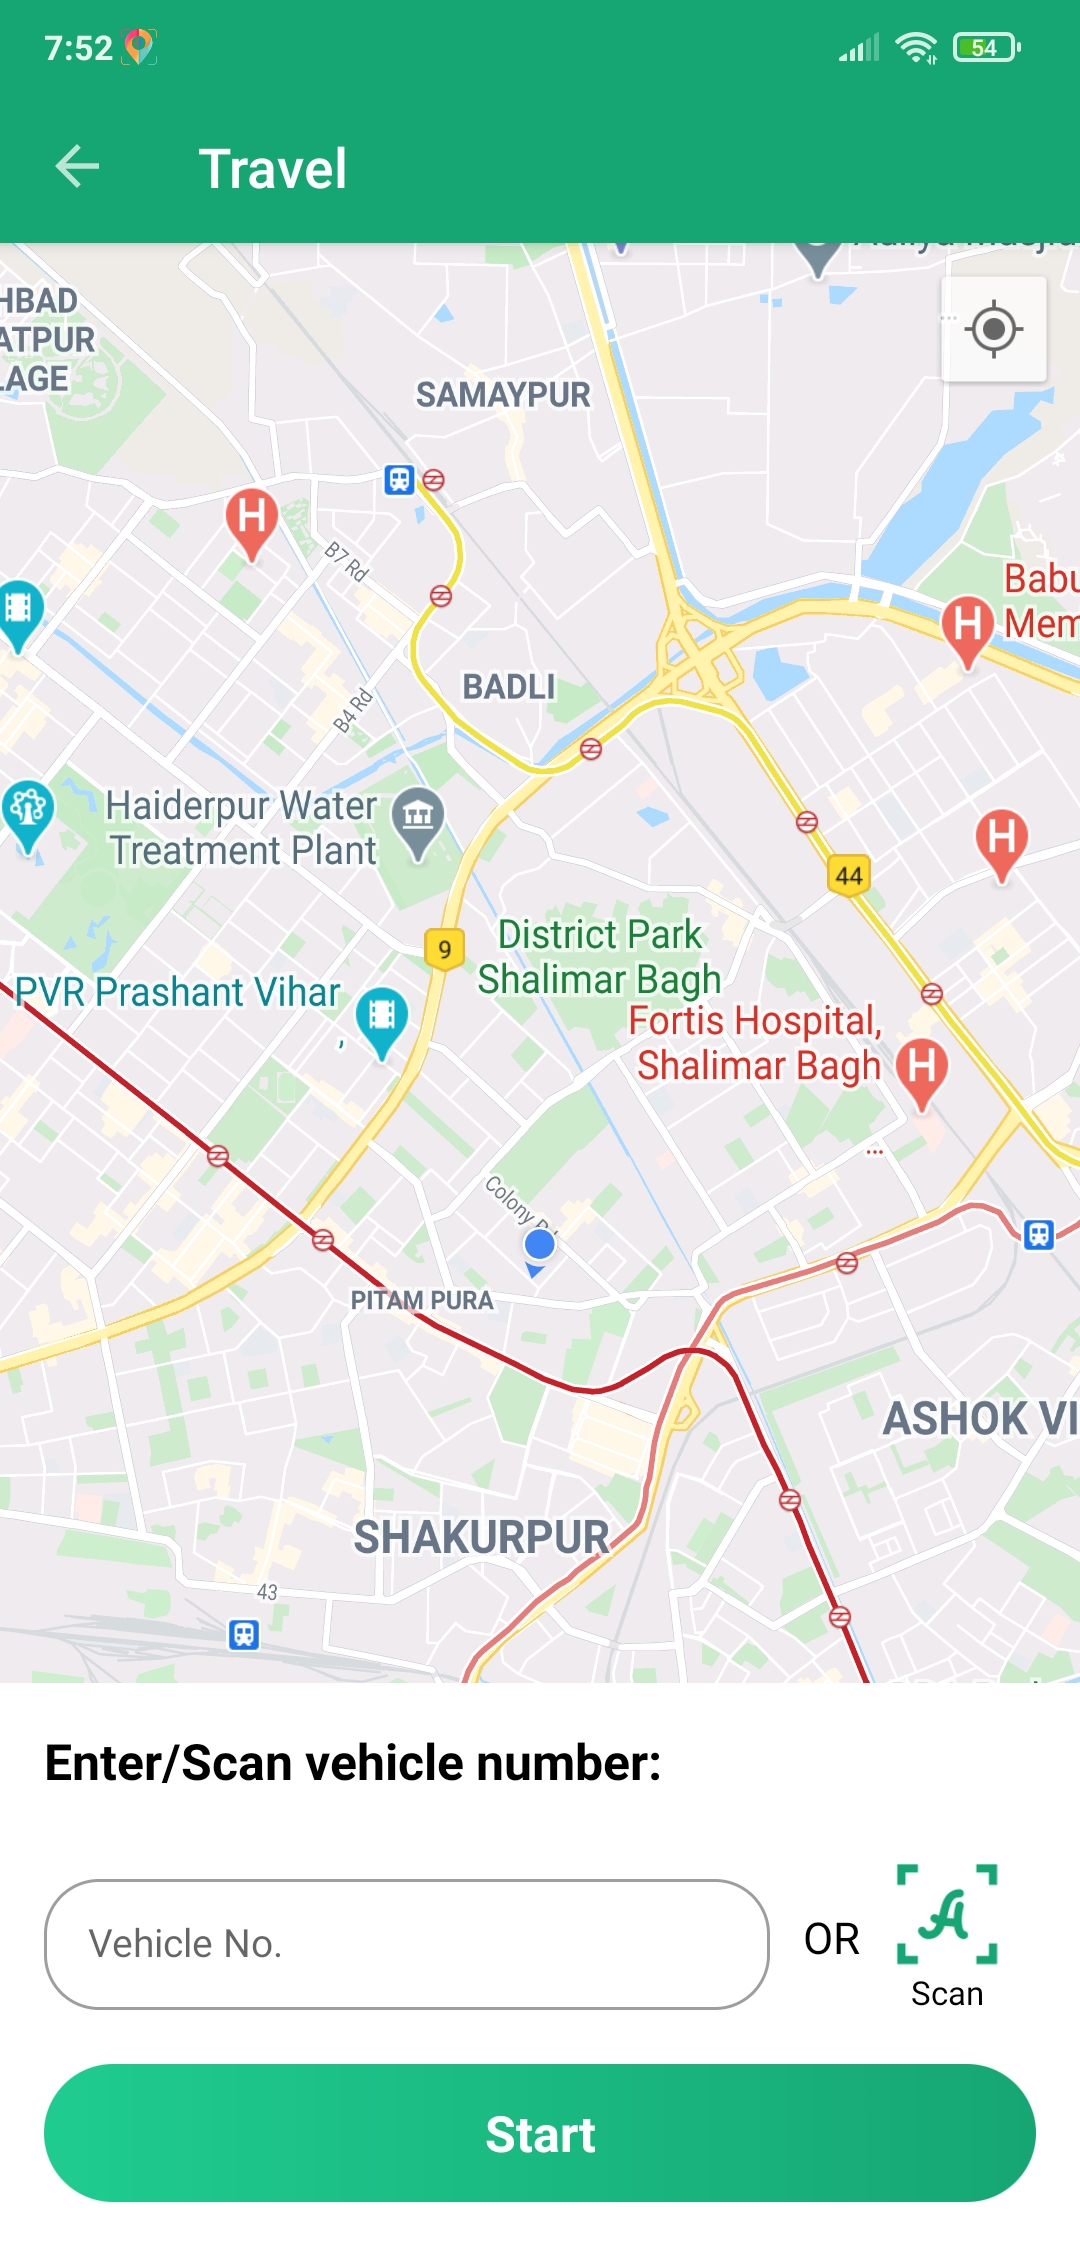 7:52
54
Travel
HBAD
ATPUR
LAGE
SAMAYPUR
B7 Rd
Babu
Mem
BADLI
B4 Rd
Haiderpur Water
Treatment Plant
44
9
District Park
Shalimar Bagh
PVR Prashant Vihar
,
Fortis Hospital,
Shalimar Bagh
...
Colony
PITAM PURA
ASHOK VI
SHAKURPUR
43
Enter/Scan vehicle number:
Vehicle No.
OR
Scan
Start